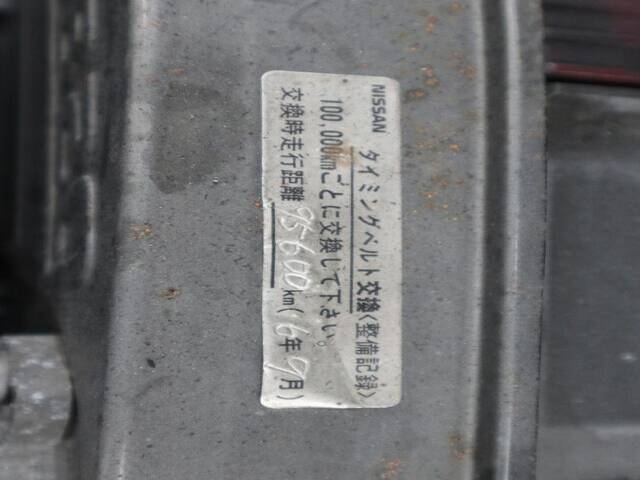 NISSAN タイミングベルト交換〈整備記録〉
100,000kmごとに交換して下さい。
交換時走行距離 95600km(16年9月)